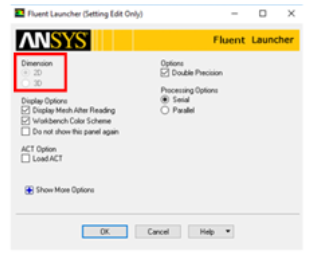 Fluent Launcher (Setting Edit Only)
ANSYS
Fluent Launcher
Dimension
2D
3D
Display Options
Display Mesh After Reading
Workbench Color Scheme
Do not show this panel again
ACT Option
Load ACT
Options
Double Precision
Processing Options
Serial
Parallel
Show More Options
OK
Cancel
Help